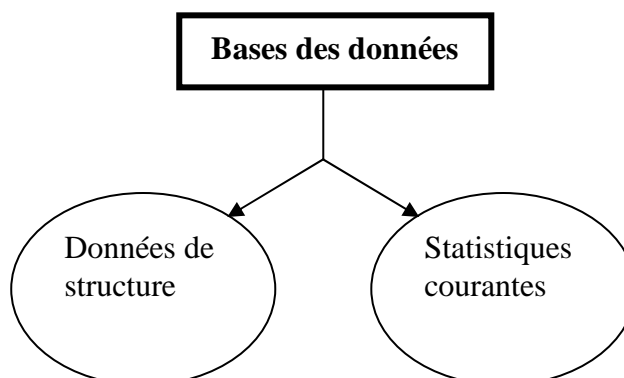 Bases des données
Données de
structure
Statistiques
courantes